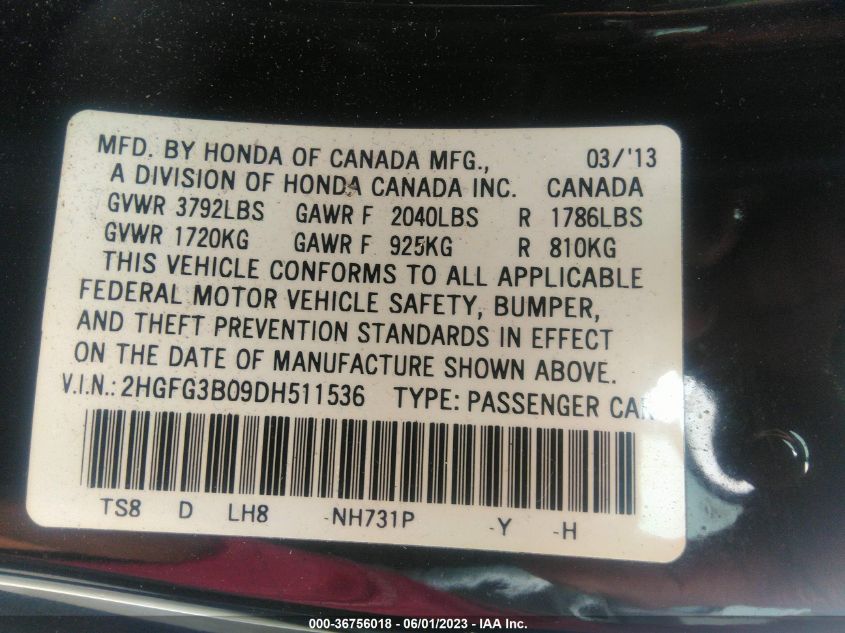 MFD. BY HONDA OF CANADA MFG., 03/'13
A DIVISION OF HONDA CANADA INC. CANADA
GVWR 3792LBS GAWR F 2040LBS R 1786LBS
GVWR 1720KG GAWR F 925KG R 810KG
THIS VEHICLE CONFORMS TO ALL APPLICABLE
FEDERAL MOTOR VEHICLE SAFETY, BUMPER,
AND THEFT PREVENTION STANDARDS IN EFFECT
ON THE DATE OF MANUFACTURE SHOWN ABOVE.
V.I.N.: 2HGFG3B09DH511536 TYPE: PASSENGER CAR
TS8 D LH8 -NH731P -Y -H
000-36756018 - 06/01/2023 - IAA Inc.